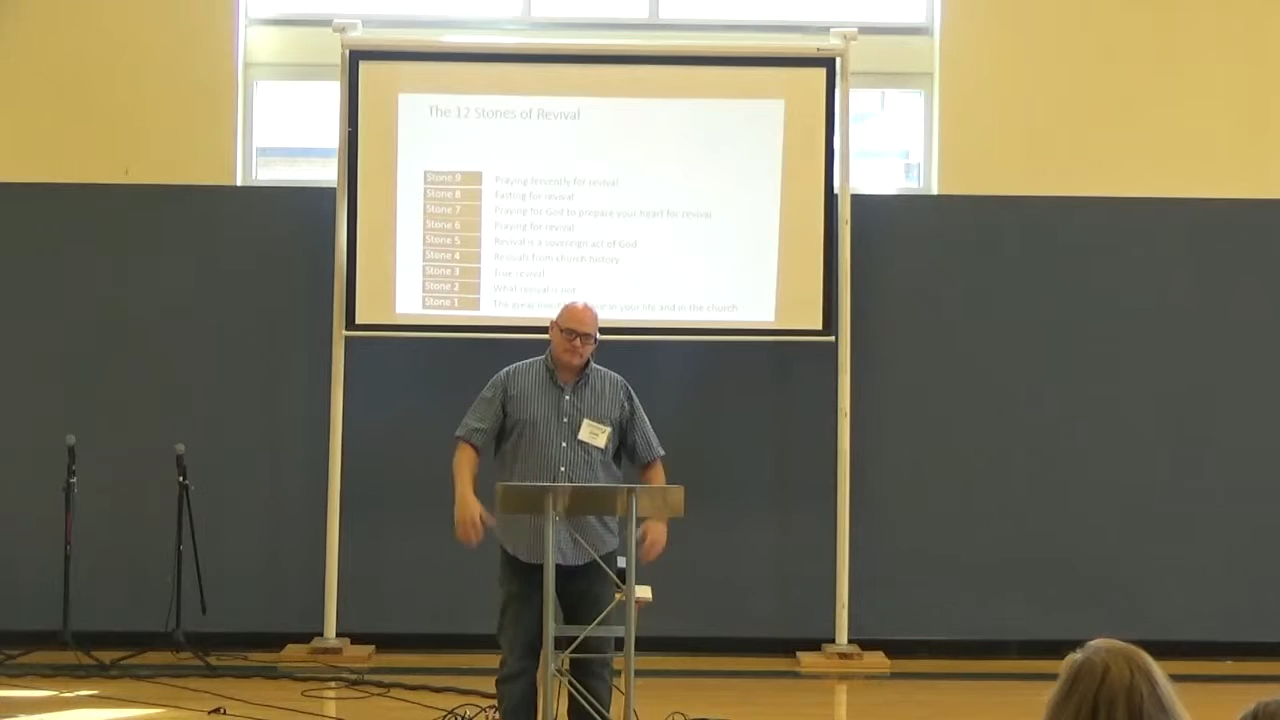 The 12 Stones of Revival
Stone 9 Praying fervently for revival
Stone 8 Fasting for revival
Stone 7 Praying for God to prepare your heart for revival
Stone 6 Praying for revival
Stone 5 Revival is a sovereign act of God
Stone 4 Revivals from church history
Stone 3 True revival
Stone 2 What revival is not
Stone 1 The great in your life and in the church